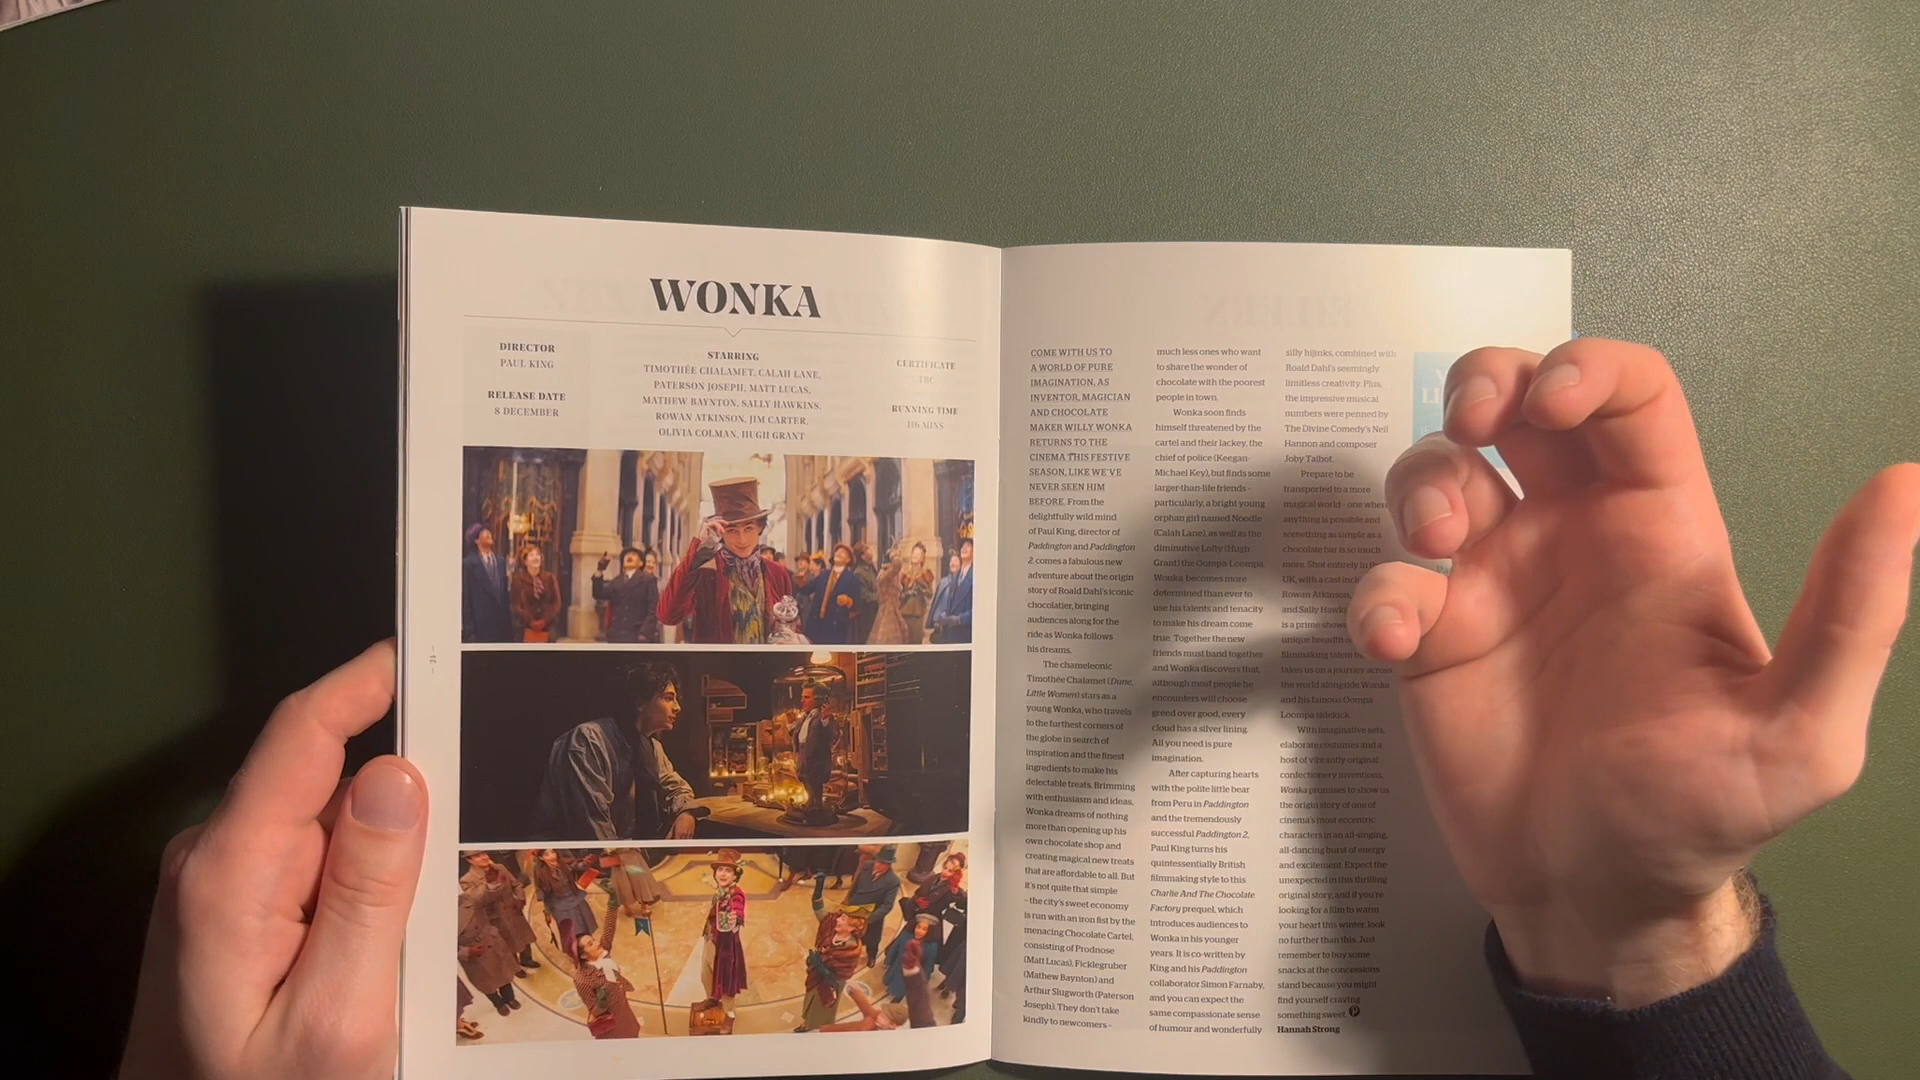 WONKA
DIRECTOR
PAUL KING
RELEASE DATE
8 DECEMBER
STARRING
TIMOTHÉE CHALAMET, CALAH LANE,
PATERSON JOSEPH, MATT LUCAS,
MATHEW BAYNTON, SALLY HAWKINS,
ROWAN ATKINSON, JIM CARTER,
OLIVIA COLMAN, HUGH GRANT
CERTIFICATE
TBC
RUNNING TIME
116 MINS
COME WITH US TO
A WORLD OF PURE
IMAGINATION, AS
INVENTOR, MAGICIAN
AND CHOCOLATE
MAKER WILLY WONKA
RETURNS TO THE
CINEMA THIS FESTIVE
SEASON, LIKE WE'VE
NEVER SEEN HIM
BEFORE. From the
delightfully wild mind
of Paul King, director of
Paddington and Paddington
2, comes a fabulous new
adventure about the origin
story of Roald Dahl's iconic
chocolatier, bringing
audiences along for the
ride as Wonka follows
his dreams.
The chameleonic
Timothée Chalamet (Dune,
Little Women) stars as a
young Wonka, who travels
to the furthest corners of
the globe in search of
inspiration and the finest
ingredients to make his
delectable treats. Brimming
with enthusiasm and ideas,
Wonka dreams of nothing
more than opening up his
own chocolate shop and
creating magical new treats
that are affordable to all. But
it's not quite that simple
– the city's sweet economy
is run with an iron fist by the
menacing Chocolate Cartel,
consisting of Prodnose
(Matt Lucas), Ficklegruber
(Mathew Baynton) and
Arthur Slugworth (Paterson
Joseph). They don't take
kindly to newcomers –
much less ones who want
to share the wonder of
chocolate with the poorest
people in town.
Wonka soon finds
himself threatened by the
cartel and their lackey, the
chief of police (Keegan-
Michael Key), but finds some
larger-than-life friends –
particularly, a bright young
orphan girl named Noodle
(Calah Lane), as well as the
diminutive Lofty (Hugh
Grant) the Oompa-Loompa.
Wonka becomes more
determined than ever to
use his talents and tenacity
to make his dream come
true. Together the new
friends must band together
and Wonka discovers that,
although most people he
encounters will choose
greed over good, every
cloud has a silver lining.
All you need is pure
imagination.
After capturing hearts
with the polite little bear
from Peru in Paddington
and the tremendously
successful Paddington 2,
Paul King turns his
quintessentially British
filmmaking style to this
Charlie And The Chocolate
Factory prequel, which
introduces audiences to
Wonka in his younger
years. It is co-written by
King and his Paddington
collaborator Simon Farnaby,
and you can expect the
same compassionate sense
of humour and wonderfully
silly hijinks, combined with
Roald Dahl's seemingly
limitless creativity. Plus,
the impressive musical
numbers were penned by
The Divine Comedy's Neil
Hannon and composer
Joby Talbot.
Prepare to be
transported to a more
magical world – one where
anything is possible and
something as simple as a
chocolate bar is so much
more. Shot entirely in
UK, with a cast
Rowan Atkinson,
and Sally
is a prime
unique
filmmaking talent
takes us on a journey across
the world alongside Wonka
and his famous Oompa-
Loompa sidekick.
With imaginative sets,
elaborate costumes and a
host of vibrantly original
confectionery inventions,
Wonka promises to show us
the origin story of one of
cinema's most eccentric
characters in an all-singing,
all-dancing burst of energy
and excitement. Expect the
unexpected in this thrilling
original story, and if you're
looking for a film to warm
your heart this winter, look
no further than this. Just
remember to buy some
snacks at the concessions
stand because you might
find yourself craving
something sweet.
Hannah Strong